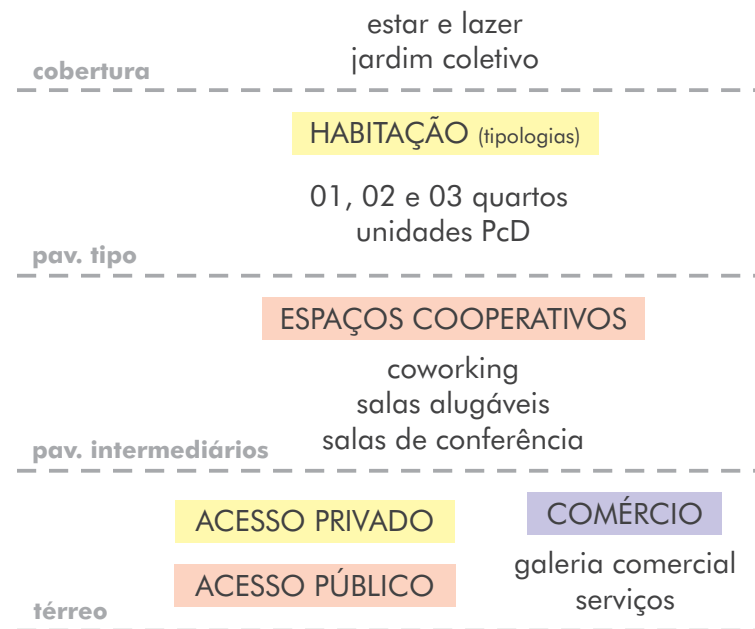 estar e lazer
jardim coletivo
cobertura
HABITAÇÃO (tipologias)
01, 02 e 03 quartos
unidades PcD
pav. tipo
ESPAÇOS COOPERATIVOS
coworking
salas alugáveis
salas de conferência
pav. intermediários
ACESSO PRIVADO
ACESSO PÚBLICO
COMÉRCIO
galeria comercial
serviços
térreo